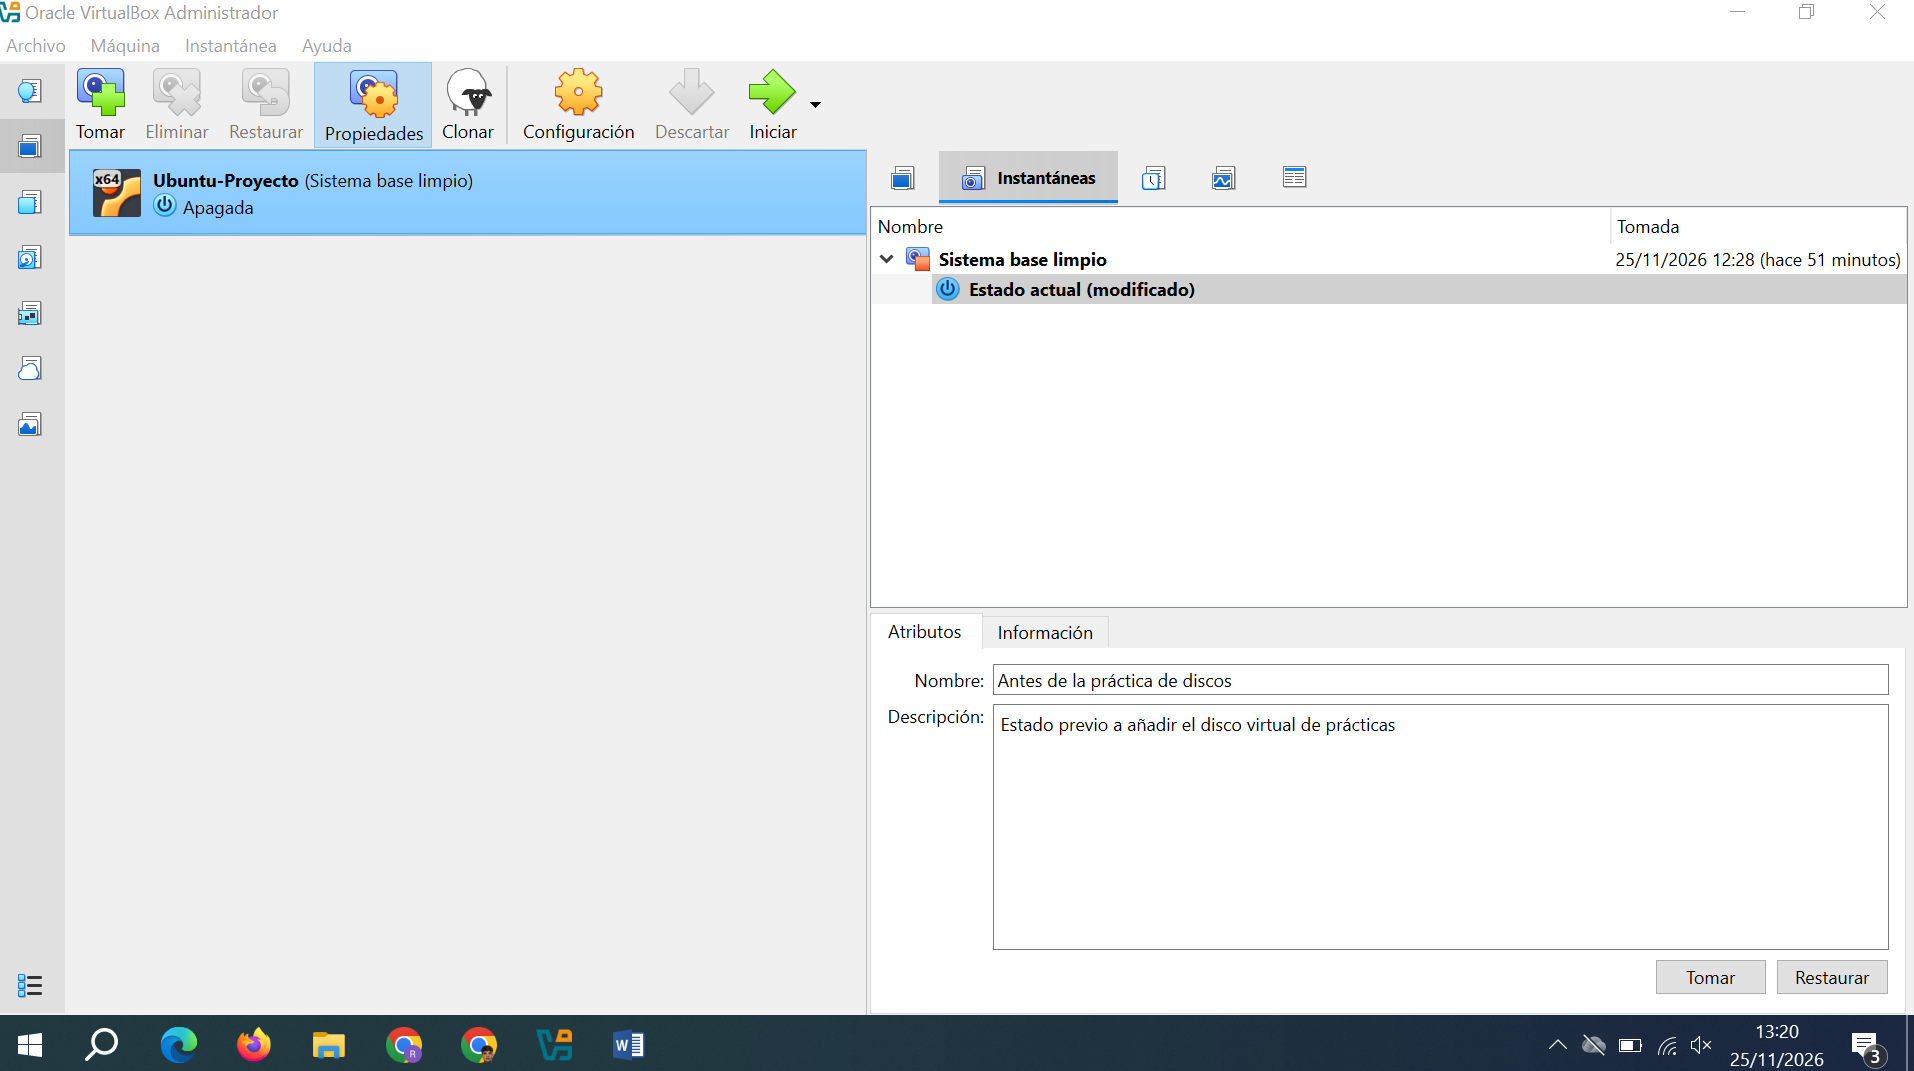 Oracle VirtualBox Administrador
Archivo Máquina Instantánea Ayuda
Tomar Eliminar Restaurar Propiedades Clonar Configuración Descartar Iniciar
x64
Ubuntu-Proyecto (Sistema base limpio)
Apagada
Instantáneas
Nombre Tomada
Sistema base limpio 25/11/2026 12:28 (hace 51 minutos)
Estado actual (modificado)
Atributos Información
Nombre: Antes de la práctica de discos
Descripción: Estado previo a añadir el disco virtual de prácticas
Tomar Restaurar
R
W
13:20
25/11/2026
3